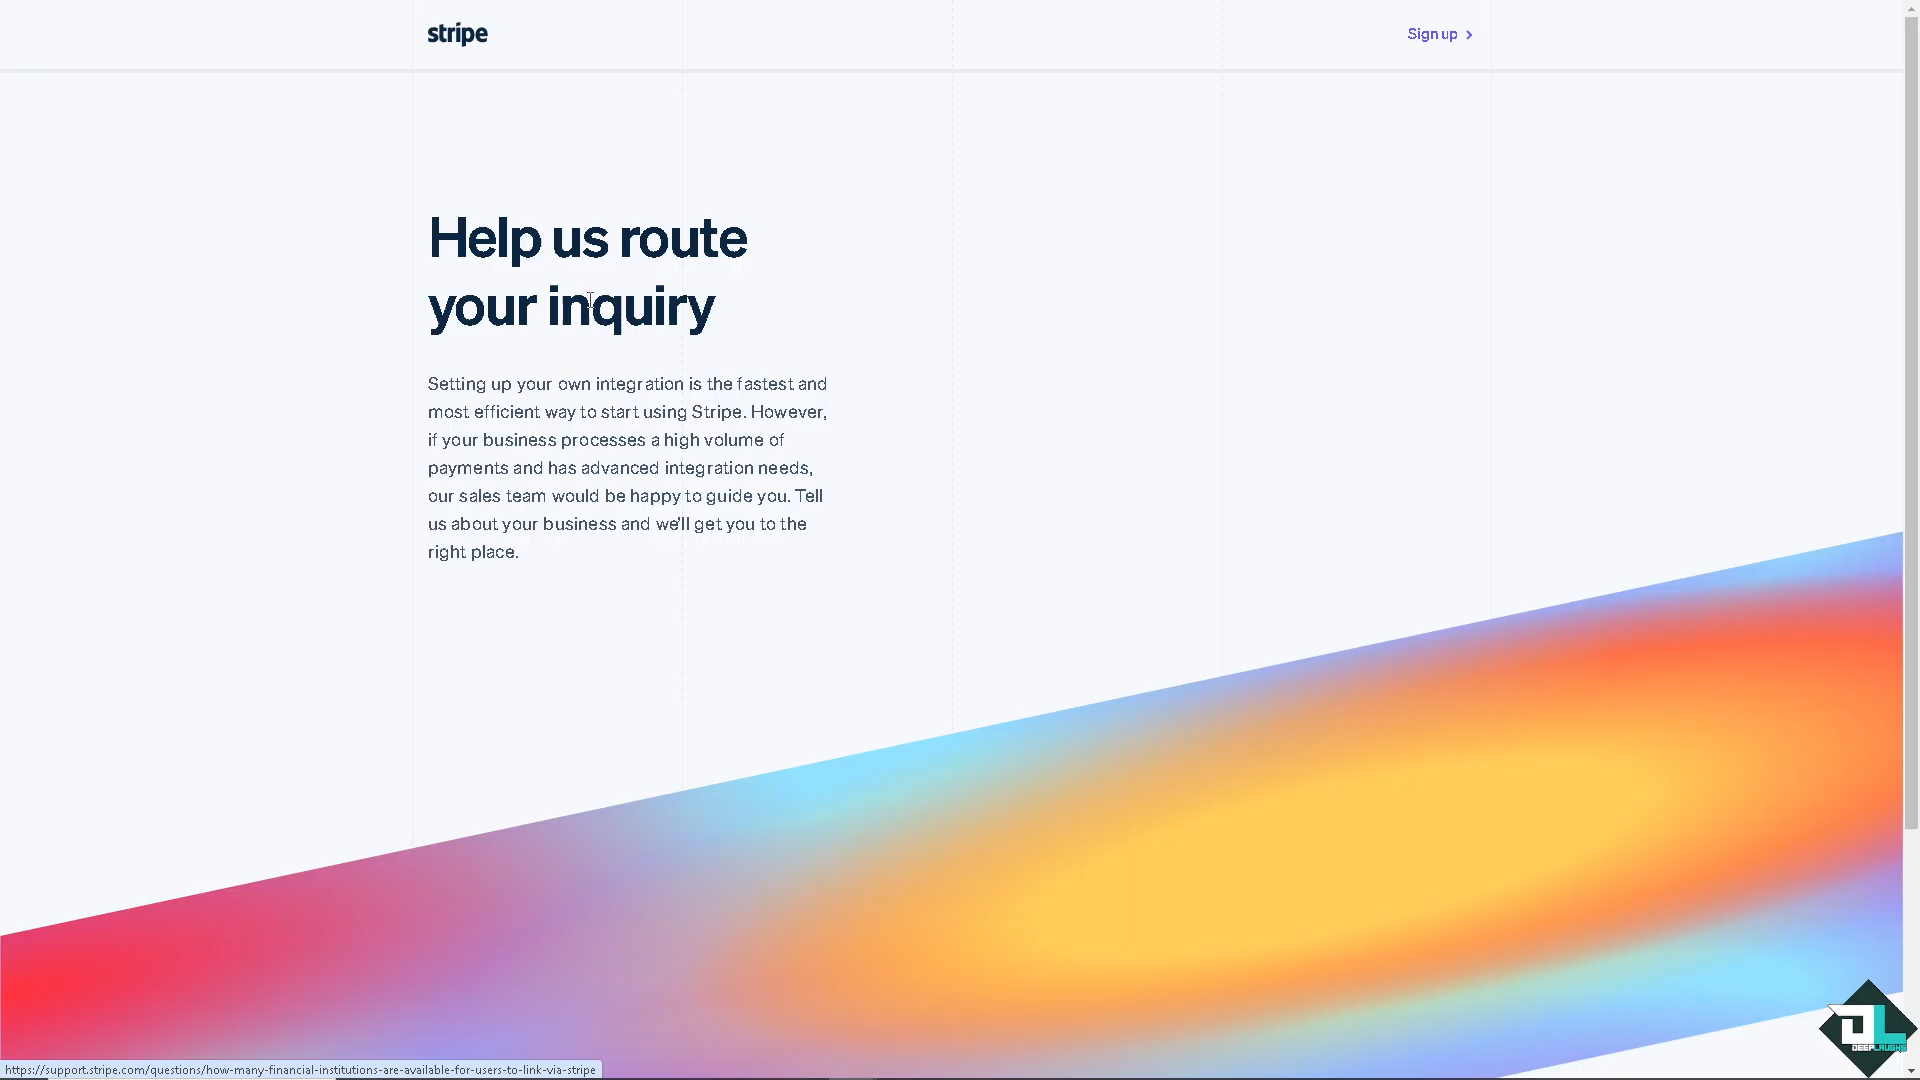 stripe
Sign up
Help us route
your inquiry
Setting up your own integration is the fastest and
most efficient way to start using Stripe. However,
if your business processes a high volume of
payments and has advanced integration needs,
our sales team would be happy to guide you. Tell
us about your business and we'll get you to the
right place.
DEEPLAUGHS
https://support.stripe.com/questions/how-many-financial-institutions-are-available-for-users-to-link-via-stripe